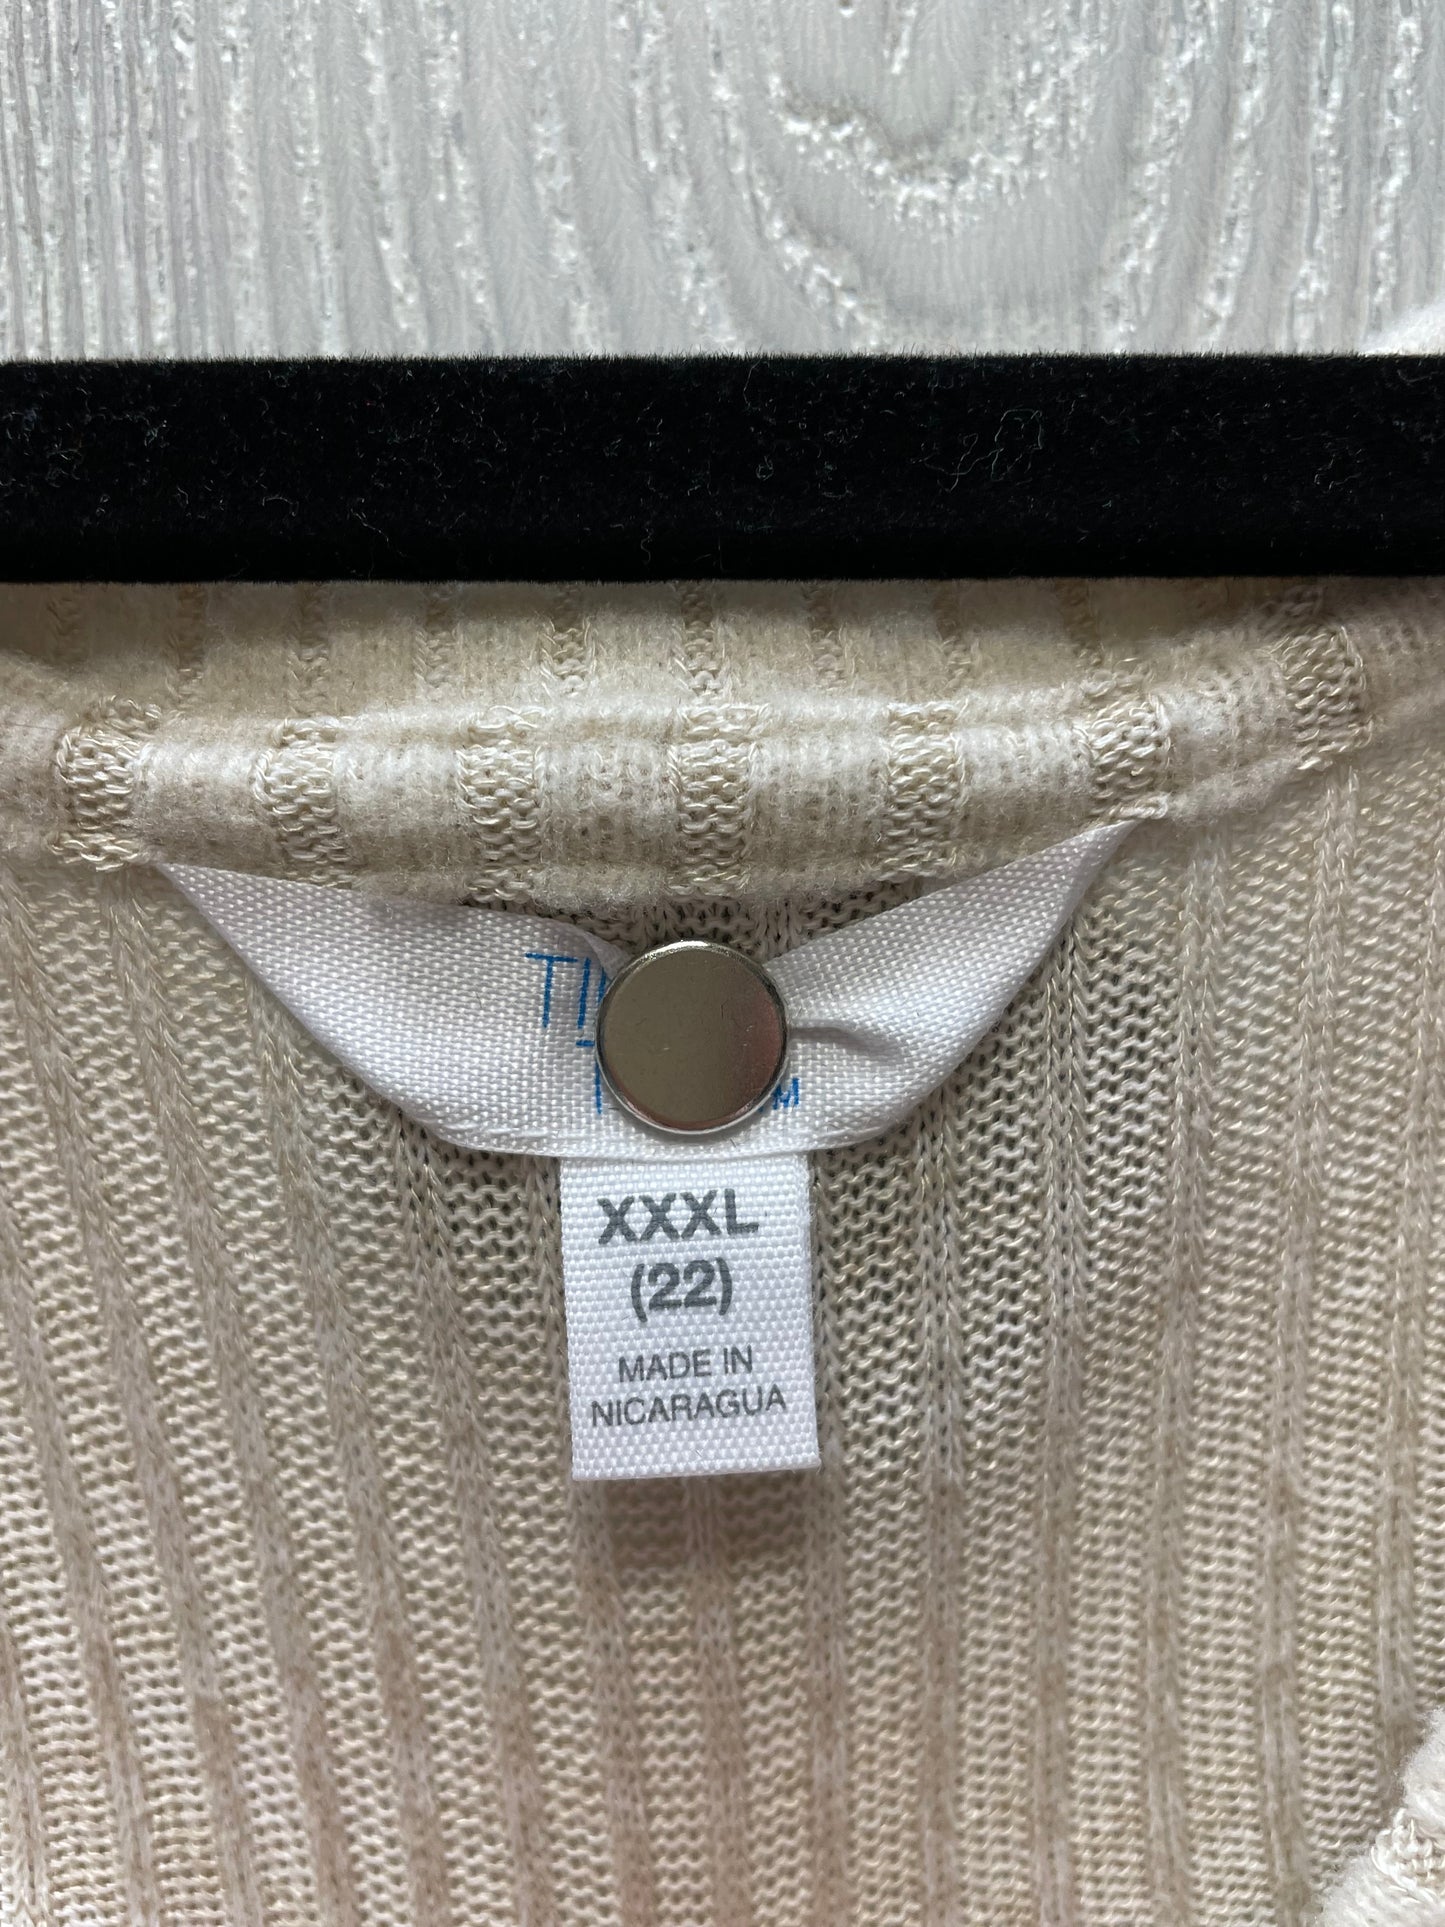 XXXL
(22)
MADE IN
NICARAGUA